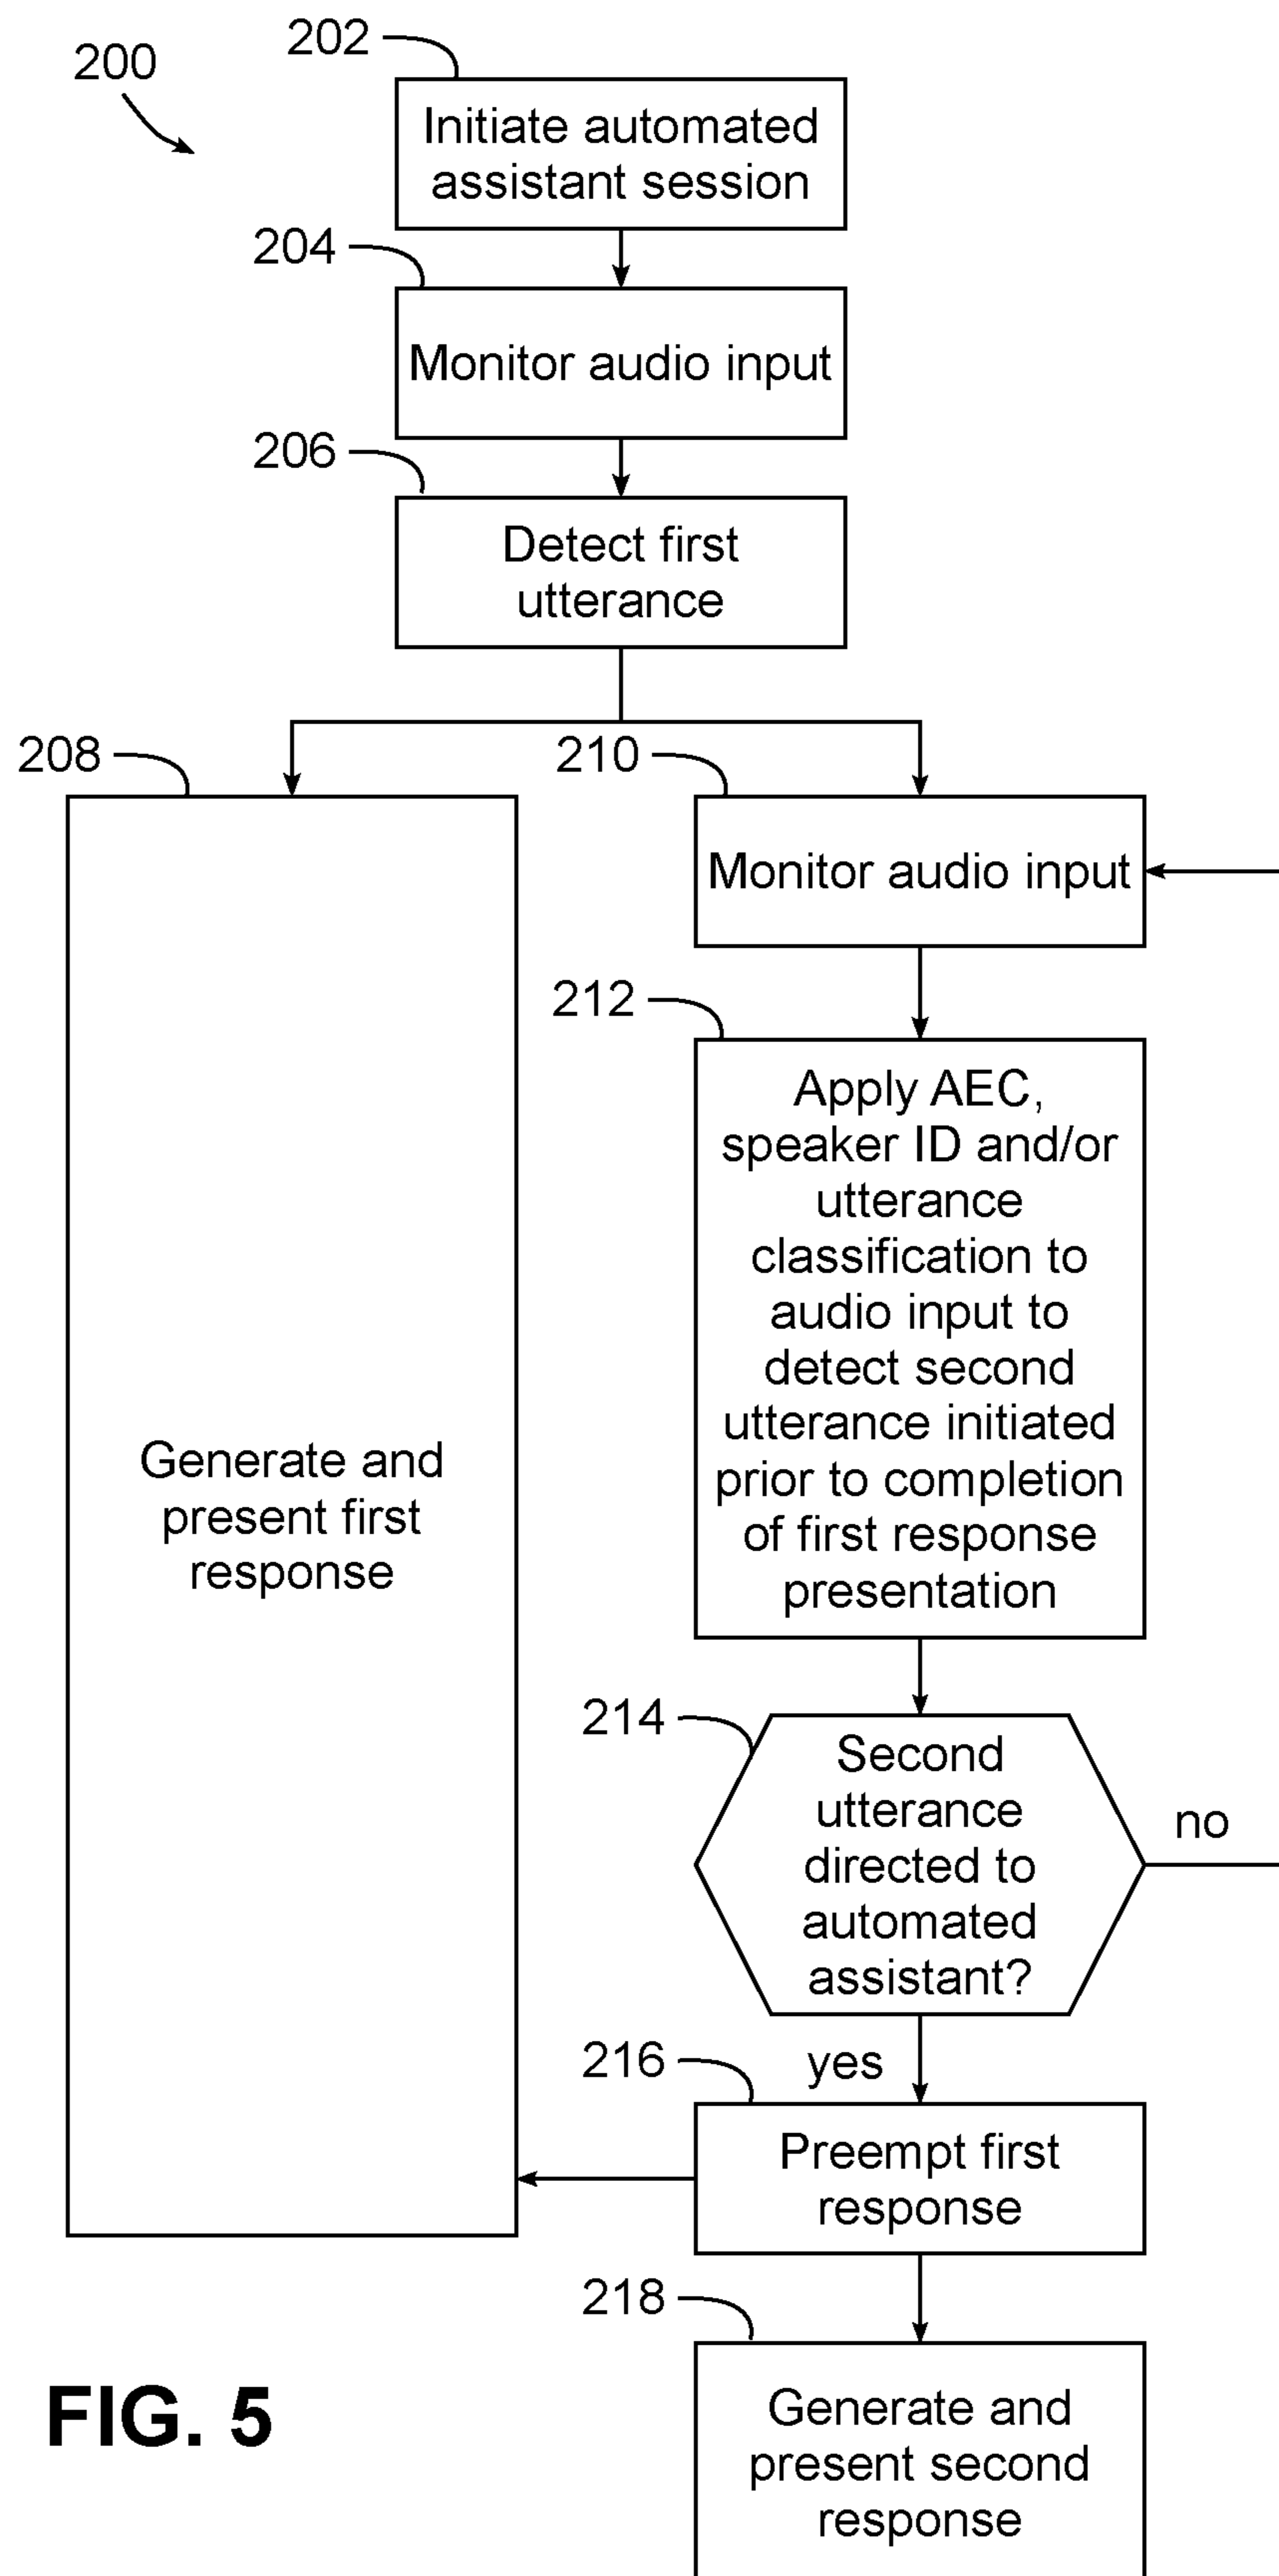 200
202
Initiate automated
assistant session
204
Monitor audio input
206
Detect first
utterance
208
Generate and
present first
response
210
Monitor audio input
212
Apply AEC,
speaker ID and/or
utterance
classification to
audio input to
detect second
utterance initiated
prior to completion
of first response
presentation
214
Second
utterance
directed to
automated
assistant?
no
yes
216
Preempt first
response
218
Generate and
present second
response
FIG. 5